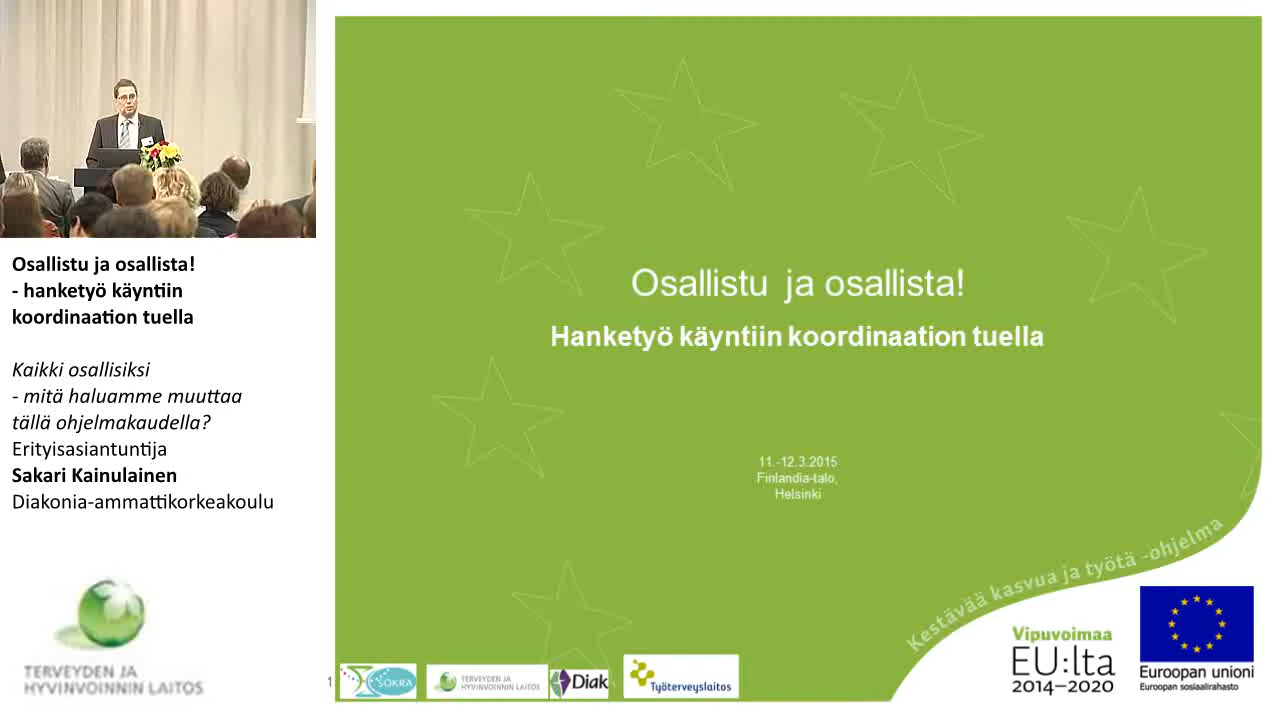 Osallistu ja osallista!
- hanketyö käyntiin
koordinaation tuella
Kaikki osallisiksi
- mitä haluamme muuttaa
tällä ohjelmakaudella?
Erityisasiantuntija
Sakari Kainulainen
Diakonia-ammattikorkeakoulu
TERVEYDEN JA
HYVINVOINNIN LAITOS
Osallistu ja osallista!
Hanketyö käyntiin koordinaation tuella
11.-12.3.2015
Finlandia-talo,
Helsinki
Kestävää kasvua ja työtä -ohjelma
Vipuvoimaa
EU:lta
2014–2020
Euroopan unioni
Euroopan sosiaalirahasto
1
SOKRA
TERVEYDEN JA
HYVINVOINNIN LAITOS
Diak
Työterveyslaitos